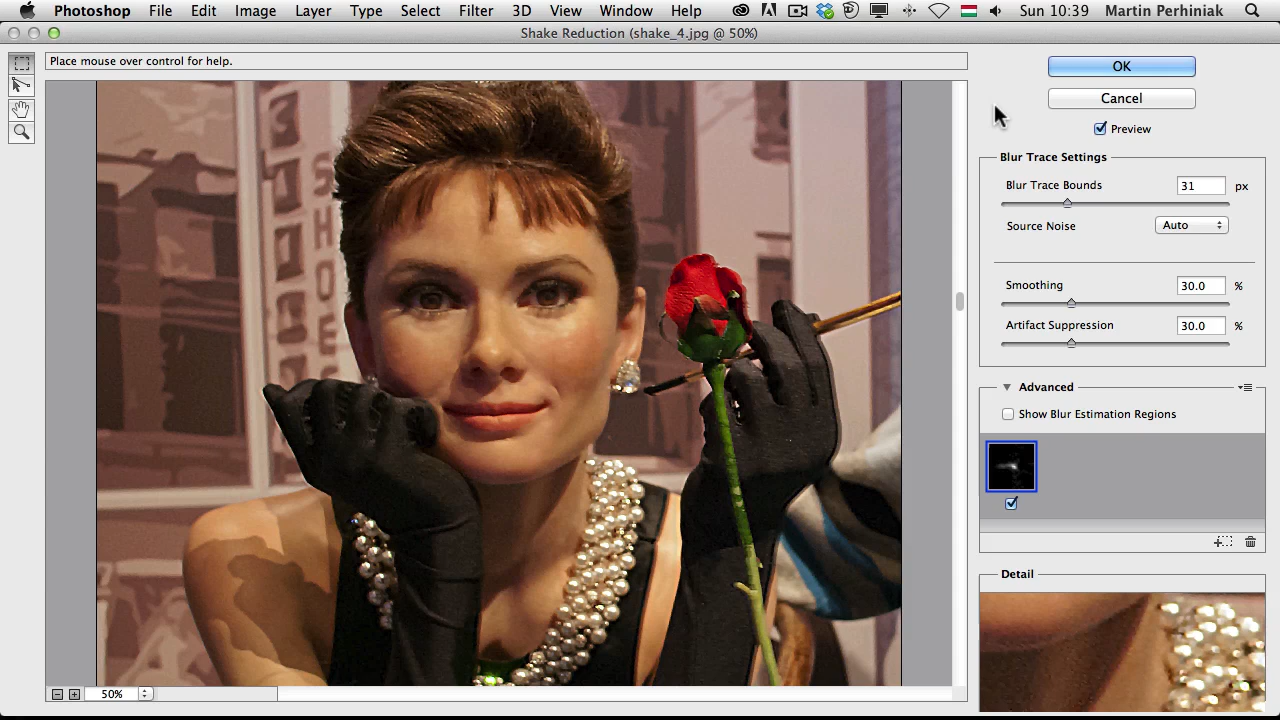 Photoshop File Edit Image Layer Type Select Filter 3D View Window Help Sun 10:39 Martin Perhiniak
Shake Reduction (shake_4.jpg @ 50%)
Place mouse over control for help.
OK
Cancel
Preview
Blur Trace Settings
Blur Trace Bounds 31 px
Source Noise Auto
Smoothing 30.0 %
Artifact Suppression 30.0 %
Advanced
Show Blur Estimation Regions
Detail
SHOES
50%